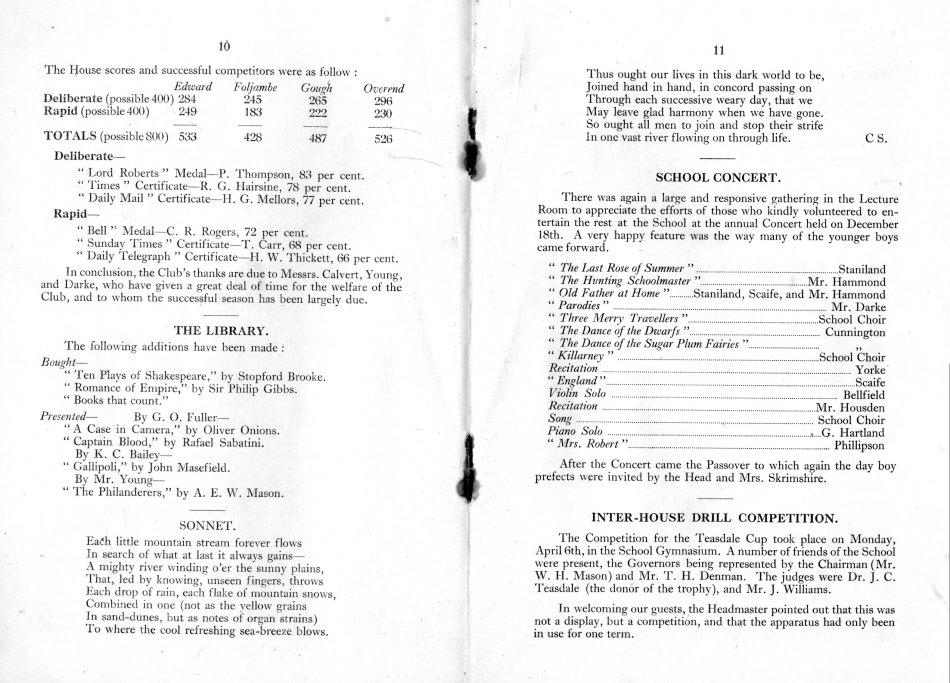 10
The House scores and successful competitors were as follow :
Edward Foljambe Gough Overend
Deliberate (possible 400) 284 245 265 296
Rapid (possible 400) 249 183 222 230
TOTALS (possible 800) 533 428 487 526
Deliberate—
“ Lord Roberts ” Medal—P. Thompson, 83 per cent.
“ Times ” Certificate—R. G. Hairsine, 78 per cent.
“ Daily Mail ” Certificate—H. G. Mellors, 77 per cent.
Rapid—
“ Bell ” Medal—C. R. Rogers, 72 per cent.
“ Sunday Times ” Certificate—T. Carr, 68 per cent.
“ Daily Telegraph ” Certificate—H. W. Thickett, 66 per cent.
In conclusion, the Club's thanks are due to Messrs. Calvert, Young,
and Darke, who have given a great deal of time for the welfare of the
Club, and to whom the successful season has been largely due.
THE LIBRARY.
The following additions have been made :
Bought—
“ Ten Plays of Shakespeare,” by Stopford Brooke.
“ Romance of Empire,” by Sir Philip Gibbs.
“ Books that count.”
Presented— By G. O. Fuller—
“ A Case in Camera,” by Oliver Onions.
“ Captain Blood,” by Rafael Sabatini.
By K. C. Bailey—
“ Gallipoli,” by John Masefield.
By Mr. Young—
“ The Philanderers,” by A. E. W. Mason.
SONNET.
Each little mountain stream forever flows
In search of what at last it always gains—
A mighty river winding o'er the sunny plains,
That, led by knowing, unseen fingers, throws
Each drop of rain, each flake of mountain snows,
Combined in one (not as the yellow grains
In sand-dunes, but as notes of organ strains)
To where the cool refreshing sea-breeze blows.
11
Thus ought our lives in this dark world to be,
Joined hand in hand, in concord passing on
Through each successive weary day, that we
May leave glad harmony when we have gone.
So ought all men to join and stop their strife
In one vast river flowing on through life. C S.
SCHOOL CONCERT.
There was again a large and responsive gathering in the Lecture
Room to appreciate the efforts of those who kindly volunteered to en-
tertain the rest at the School at the annual Concert held on December
18th. A very happy feature was the way many of the younger boys
came forward.
“ The Last Rose of Summer ” Staniland
“ The Hunting Schoolmaster ” Mr. Hammond
“ Old Father at Home ” Staniland, Scaife, and Mr. Hammond
“ Parodies ” Mr. Darke
“ Three Merry Travellers ” School Choir
“ The Dance of the Dwarfs ” Cunnington
“ The Dance of the Sugar Plum Fairies ” ,,
“ Killarney ” School Choir
Recitation Yorke
“ England ” Scaife
Violin Solo Bellfield
Recitation Mr. Housden
Song School Choir
Piano Solo G. Hartland
“ Mrs. Robert ” Phillipson
After the Concert came the Passover to which again the day boy
prefects were invited by the Head and Mrs. Skrimshire.
INTER-HOUSE DRILL COMPETITION.
The Competition for the Teasdale Cup took place on Monday,
April 6th, in the School Gymnasium. A number of friends of the School
were present, the Governors being represented by the Chairman (Mr.
W. H. Mason) and Mr. T. H. Denman. The judges were Dr. J. C.
Teasdale (the donor of the trophy), and Mr. J. Williams.
In welcoming our guests, the Headmaster pointed out that this was
not a display, but a competition, and that the apparatus had only been
in use for one term.